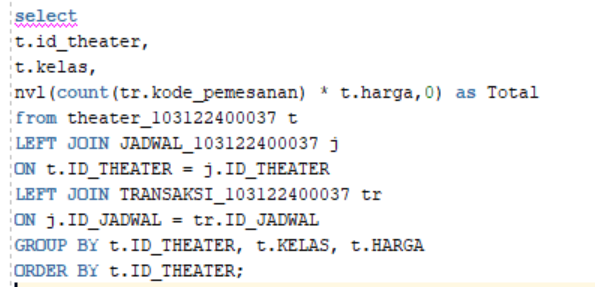 select
t.id_theater,
t.kelas,
nvl(count(tr.kode_pemesanan) * t.harga,0) as Total
from theater_103122400037 t
LEFT JOIN JADWAL_103122400037 j
ON t.ID_THEATER = j.ID_THEATER
LEFT JOIN TRANSAKSI_103122400037 tr
ON j.ID_JADWAL = tr.ID_JADWAL
GROUP BY t.ID_THEATER, t.KELAS, t.HARGA
ORDER BY t.ID_THEATER;